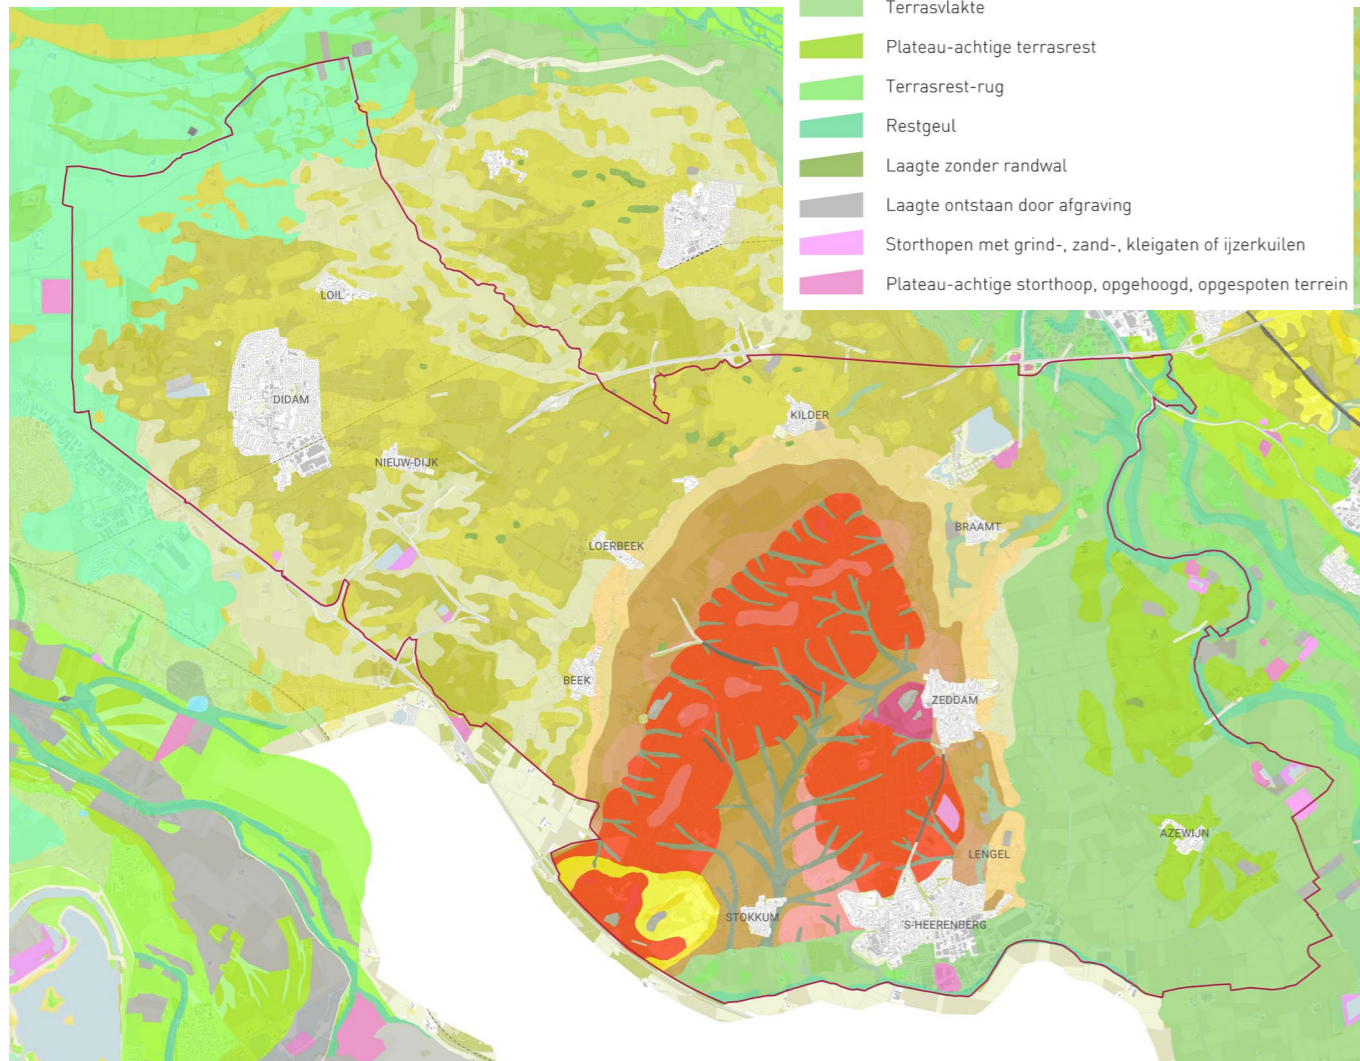 Terrasvlakte
Plateau-achtige terrasrest
Terrasrest-rug
Restgeul
Laagte zonder randwal
Laagte ontstaan door afgraving
Storthopen met grind-, zand-, kleigaten of ijzerkuilen
Plateau-achtige storthoop, opgehoogd, opgespoten terrein
LOIL
DIDAM
KILDER
NIEUW-DIJK
BRAAMT
LOERBEEK
BEEK
ZEDDAM
AZEWIJN
LENGEL
STOKKUM
'S-HEERENBERG